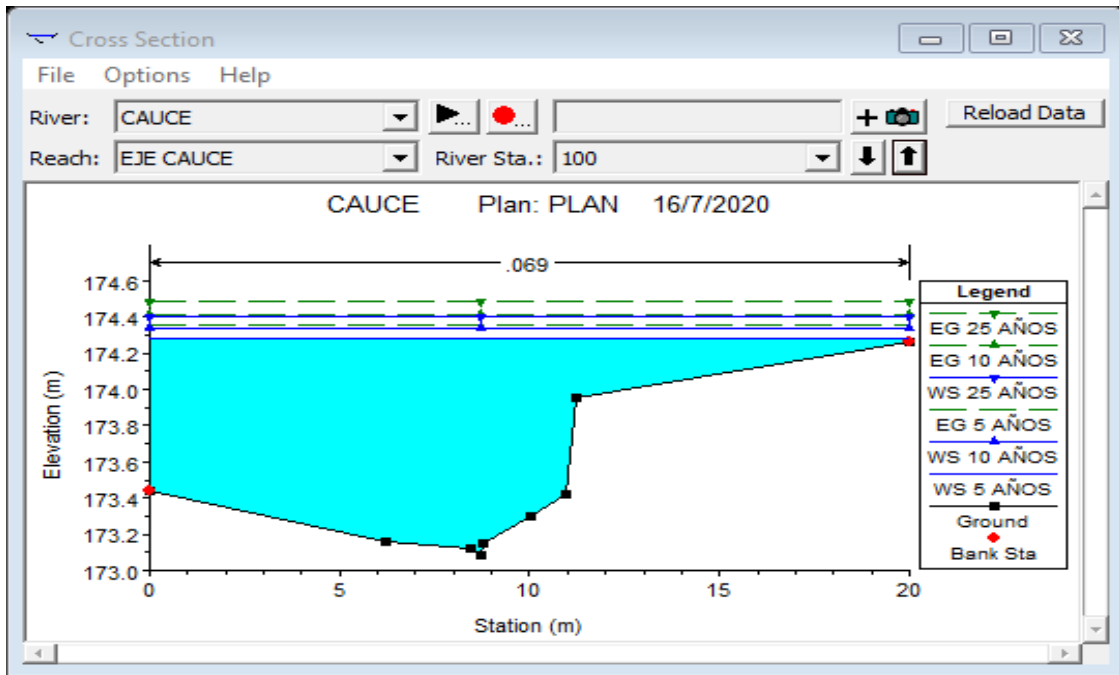 Cross Section
File Options Help
River: CAUCE ... ... + Reload Data
Reach: EJE CAUCE River Sta.: 100
CAUCE Plan: PLAN 16/7/2020
.069
174.6
174.4
174.2
174.0
173.8
173.6
173.4
173.2
173.0
Elevation (m)
0 5 10 15 20
Station (m)
Legend
EG 25 AÑOS
EG 10 AÑOS
WS 25 AÑOS
EG 5 AÑOS
WS 10 AÑOS
WS 5 AÑOS
Ground
Bank Sta